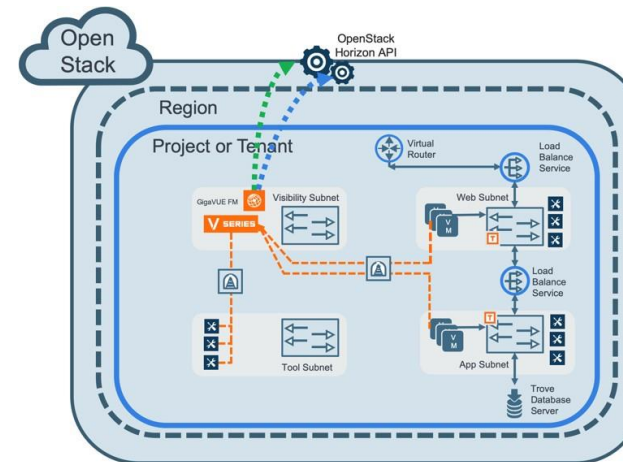 Open
Stack
OpenStack
Horizon API
Region
Project or Tenant
Virtual
Router
Load
Balance
Service
GigaVUE FM
Visibility Subnet
V SERIES
Web Subnet
V
M
T
Load
Balance
Service
T
V
M
Tool Subnet
App Subnet
Trove
Database
Server